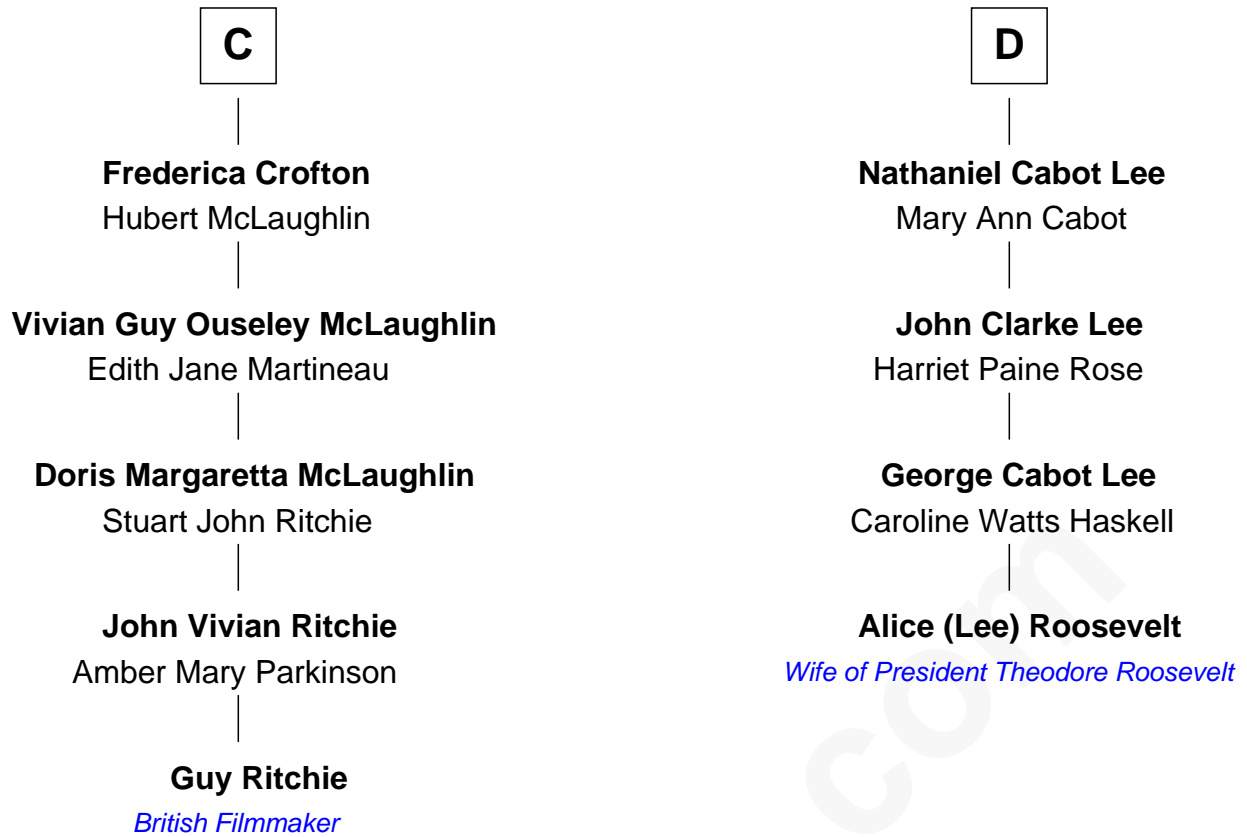 C
Frederica Crofton
Hubert McLaughlin
Vivian Guy Ouseley McLaughlin
Edith Jane Martineau
Doris Margaretta McLaughlin
Stuart John Ritchie
John Vivian Ritchie
Amber Mary Parkinson
Guy Ritchie
British Filmmaker
D
Nathaniel Cabot Lee
Mary Ann Cabot
John Clarke Lee
Harriet Paine Rose
George Cabot Lee
Caroline Watts Haskell
Alice (Lee) Roosevelt
Wife of President Theodore Roosevelt
com